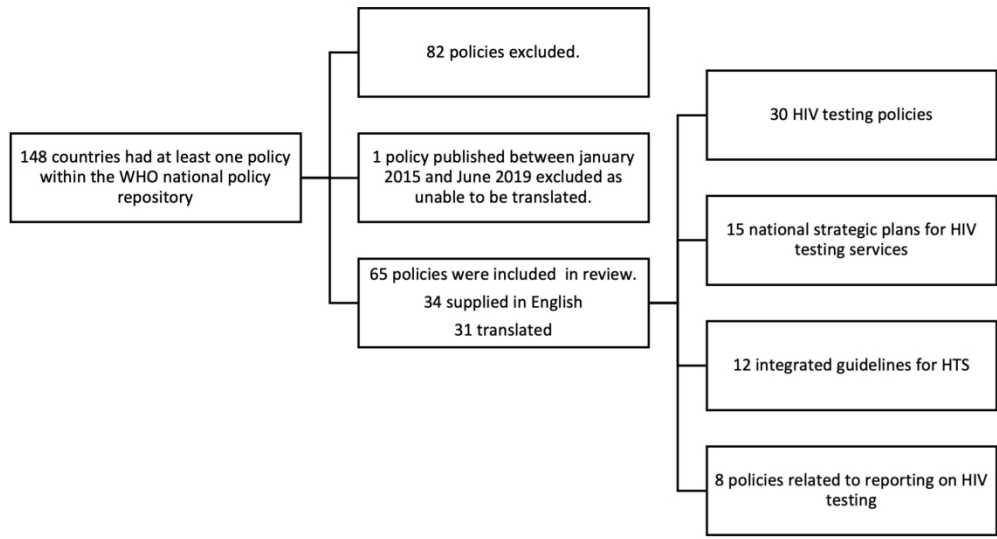 148 countries had at least one policy
within the WHO national policy
repository
82 policies excluded.
1 policy published between january
2015 and June 2019 excluded as
unable to be translated.
65 policies were included in review.
34 supplied in English
31 translated
30 HIV testing policies
15 national strategic plans for HIV
testing services
12 integrated guidelines for HTS
8 policies related to reporting on HIV
testing